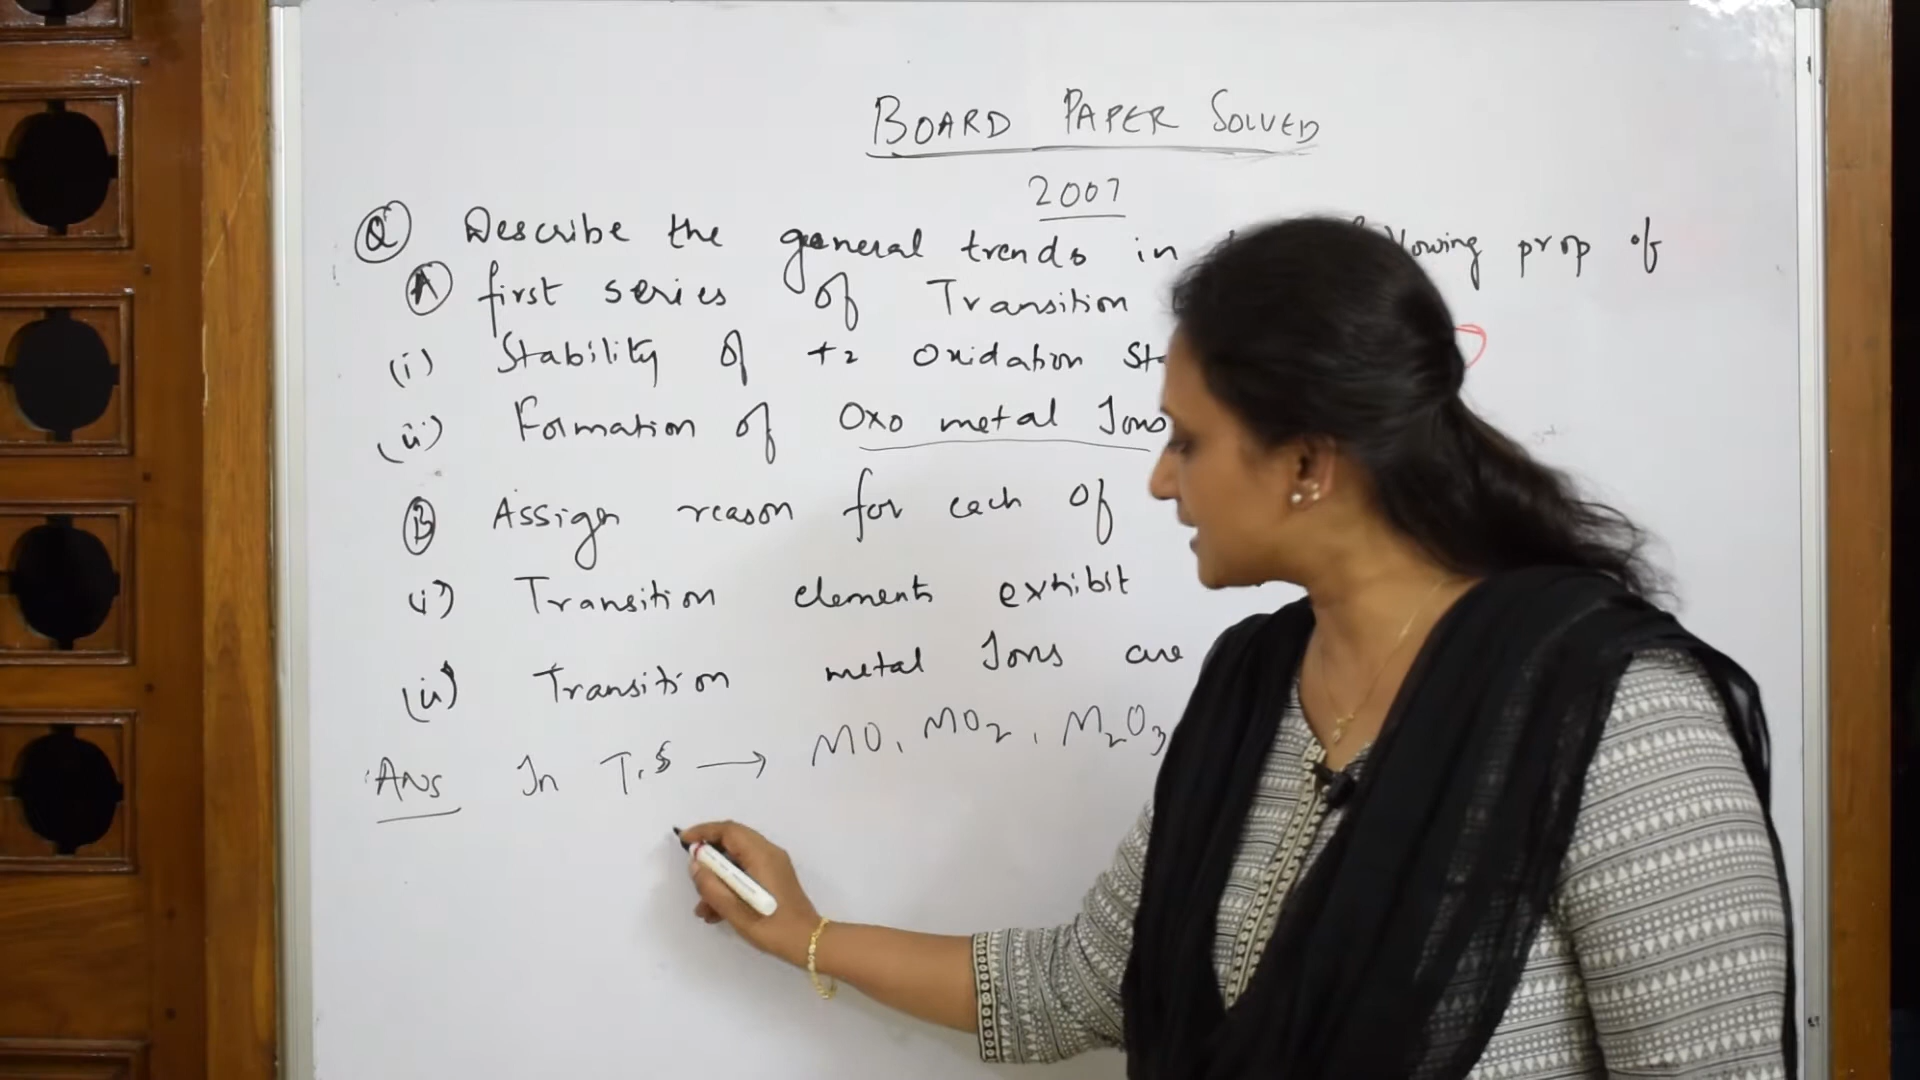 BOARD PAPER SOLVED
2007
Q Describe the general trends in prop of
A first series of Transition
(i) Stability of +2 Oxidation
(ii) Formation of Oxo metal Ions
B Assign reason for each of
(i) Transition elements exhibit
(ii) Transition metal Ions are
Ans In T.S → MO, MO2, M2O3